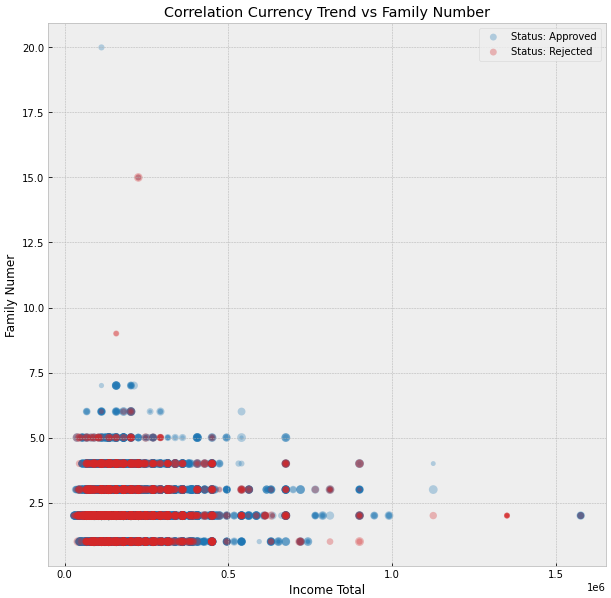 Correlation Currency Trend vs Family Number
Status: Approved
Status: Rejected
20.0
17.5
15.0
12.5
10.0
7.5
5.0
2.5
Family Numer
0.0
0.5
1.0
1.5
1e6
Income Total